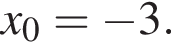 x₀ = −3.